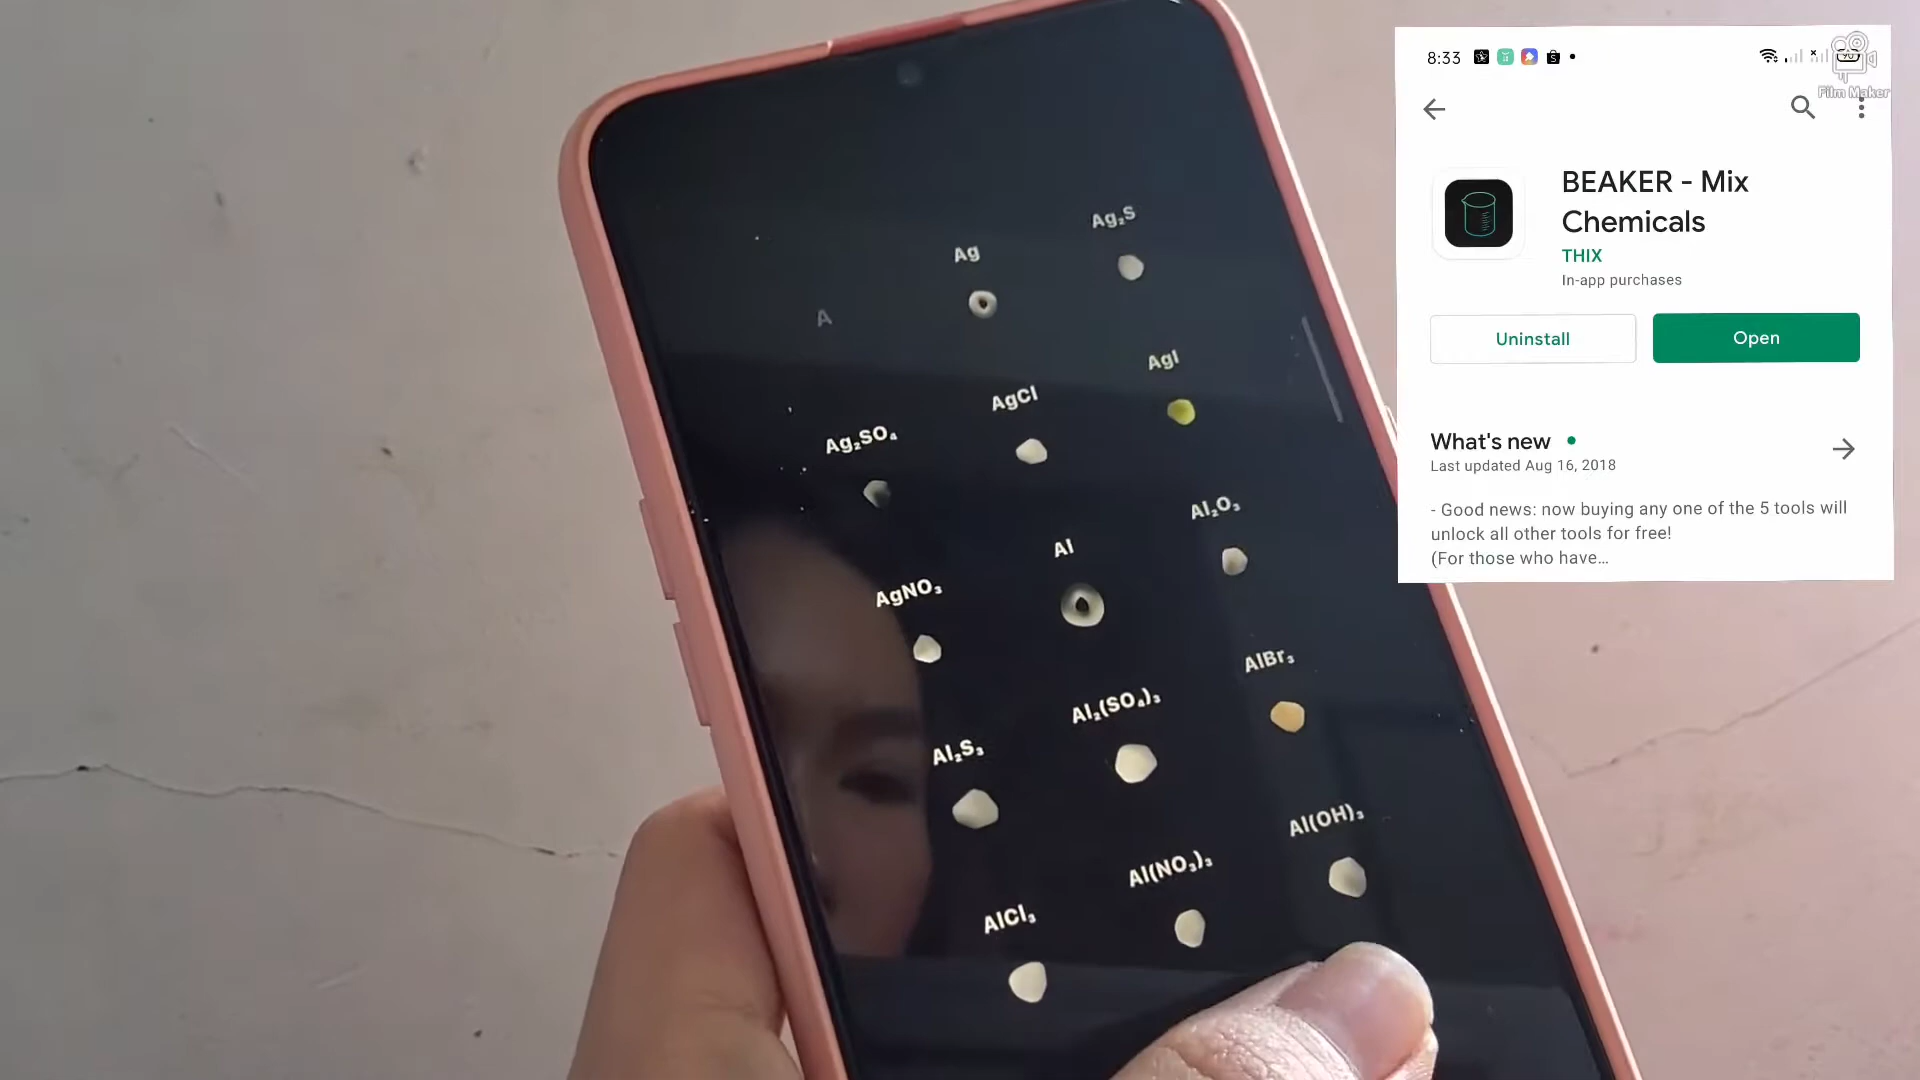 Ag
Ag₂S
A
Ag₂SO₄
AgCl
AgI
AgNO₃
Al
Al₂O₃
Al₂S₃
Al₂(SO₄)₃
AlBr₃
AlCl₃
Al(NO₃)₃
Al(OH)₃
8:33
90
Film Maker
BEAKER - Mix
Chemicals
THIX
In-app purchases
Uninstall
Open
What's new
Last updated Aug 16, 2018
- Good news: now buying any one of the 5 tools will
unlock all other tools for free!
(For those who have…